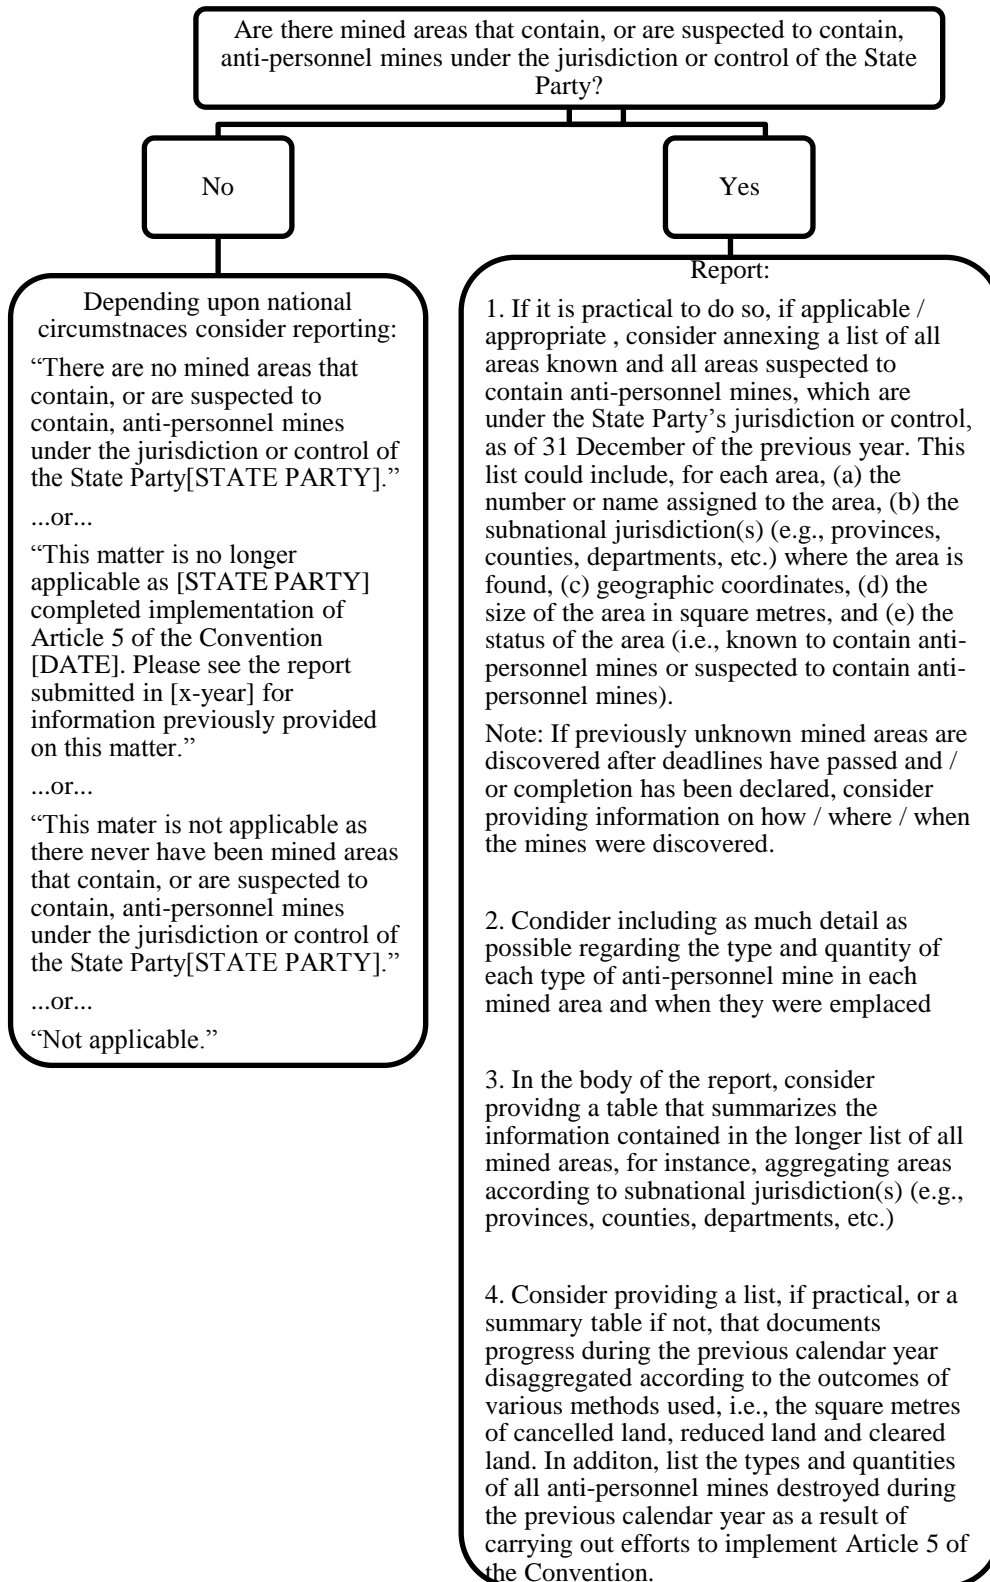 Are there mined areas that contain, or are suspected to contain,
anti-personnel mines under the jurisdiction or control of the State
Party?
No
Yes
Depending upon national
circumstnaces consider reporting:
“There are no mined areas that
contain, or are suspected to
contain, anti-personnel mines
under the jurisdiction or control of
the State Party[STATE PARTY].”
...or...
“This matter is no longer
applicable as [STATE PARTY]
completed implementation of
Article 5 of the Convention
[DATE]. Please see the report
submitted in [x-year] for
information previously provided
on this matter.”
...or...
“This mater is not applicable as
there never have been mined areas
that contain, or are suspected to
contain, anti-personnel mines
under the jurisdiction or control of
the State Party[STATE PARTY].”
...or...
“Not applicable.”
Report:
1. If it is practical to do so, if applicable /
appropriate , consider annexing a list of all
areas known and all areas suspected to
contain anti-personnel mines, which are
under the State Party’s jurisdiction or control,
as of 31 December of the previous year. This
list could include, for each area, (a) the
number or name assigned to the area, (b) the
subnational jurisdiction(s) (e.g., provinces,
counties, departments, etc.) where the area is
found, (c) geographic coordinates, (d) the
size of the area in square metres, and (e) the
status of the area (i.e., known to contain anti-
personnel mines or suspected to contain anti-
personnel mines).
Note: If previously unknown mined areas are
discovered after deadlines have passed and /
or completion has been declared, consider
providing information on how / where / when
the mines were discovered.
2. Condider including as much detail as
possible regarding the type and quantity of
each type of anti-personnel mine in each
mined area and when they were emplaced
3. In the body of the report, consider
providng a table that summarizes the
information contained in the longer list of all
mined areas, for instance, aggregating areas
according to subnational jurisdiction(s) (e.g.,
provinces, counties, departments, etc.)
4. Consider providing a list, if practical, or a
summary table if not, that documents
progress during the previous calendar year
disaggregated according to the outcomes of
various methods used, i.e., the square metres
of cancelled land, reduced land and cleared
land. In additon, list the types and quantities
of all anti-personnel mines destroyed during
the previous calendar year as a result of
carrying out efforts to implement Article 5 of
the Convention.